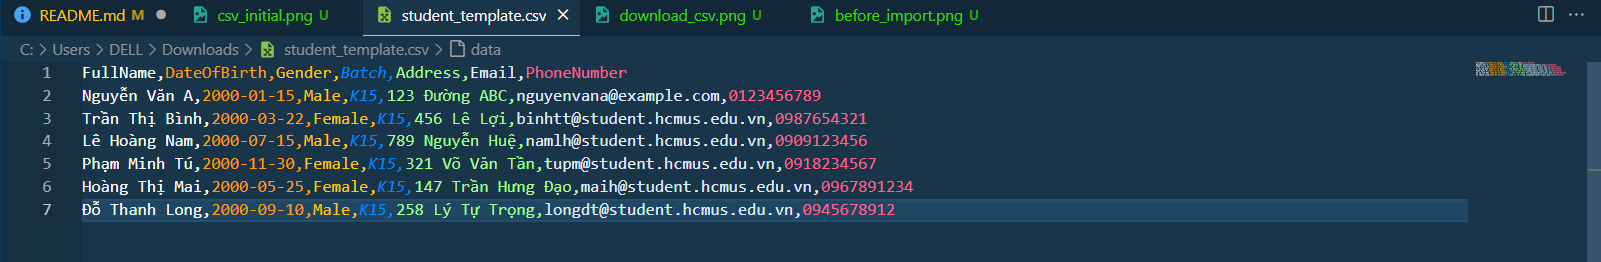 README.md M csv_initial.png U student_template.csv download_csv.png U before_import.png U
C: > Users > DELL > Downloads > student_template.csv > data
1 FullName,DateOfBirth,Gender,Batch,Address,Email,PhoneNumber
2 Nguyễn Văn A,2000-01-15,Male,K15,123 Đường ABC,nguyenvana@example.com,0123456789
3 Trần Thị Bình,2000-03-22,Female,K15,456 Lê Lợi,binhtt@student.hcmus.edu.vn,0987654321
4 Lê Hoàng Nam,2000-07-15,Male,K15,789 Nguyễn Huệ,namlh@student.hcmus.edu.vn,0909123456
5 Phạm Minh Tú,2000-11-30,Female,K15,321 Võ Văn Tần,tupm@student.hcmus.edu.vn,0918234567
6 Hoàng Thị Mai,2000-05-25,Female,K15,147 Trần Hưng Đạo,maih@student.hcmus.edu.vn,0967891234
7 Đỗ Thanh Long,2000-09-10,Male,K15,258 Lý Tự Trọng,longdt@student.hcmus.edu.vn,0945678912